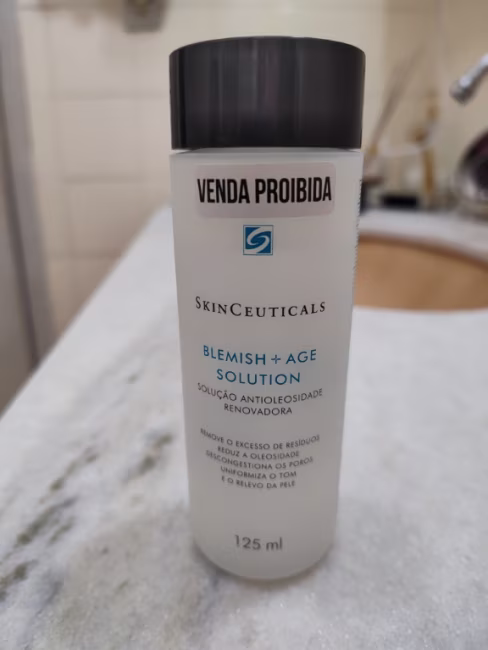 VENDA PROIBIDA
SKINCEUTICALS
BLEMISH + AGE
SOLUTION
SOLUÇÃO ANTIOLEOSIDADE
RENOVADORA
REMOVE O EXCESSO DE RESÍDUOS
REDUZ A OLEOSIDADE
DESCONGESTIONA OS POROS
UNIFORMIZA O TOM
E O RELEVO DA PELE
125 ml